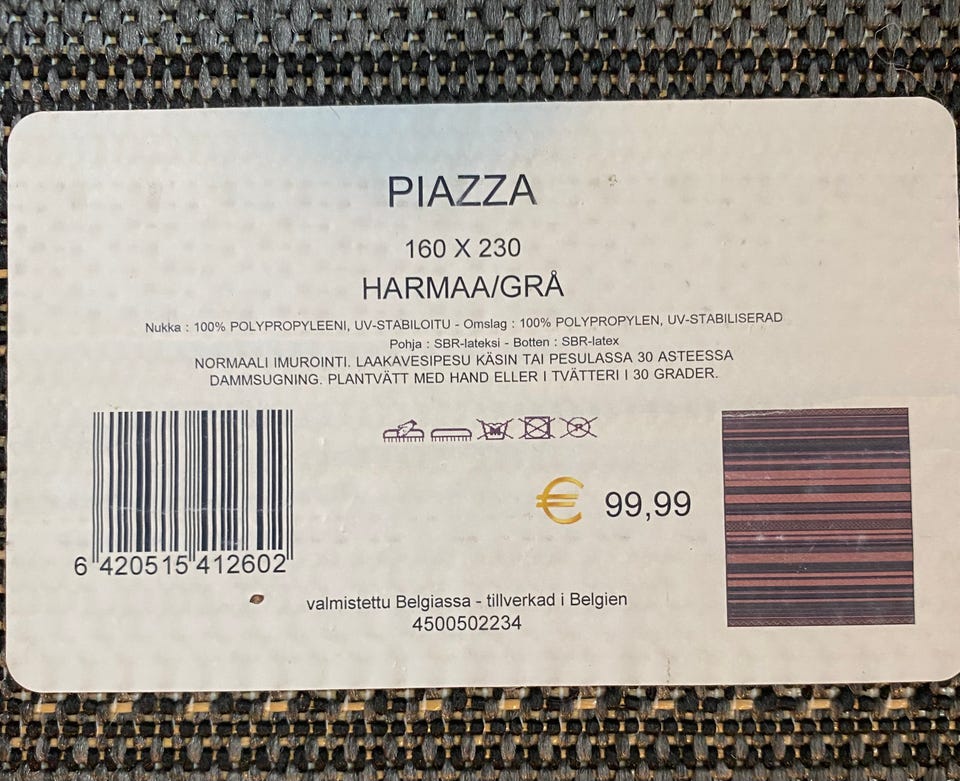 PIAZZA
160 X 230
HARMAA/GRÅ
Nukka : 100% POLYPROPYLEENI, UV-STABILOITU - Omslag : 100% POLYPROPYLEN, UV-STABILISERAD
Pohja : SBR-lateksi - Botten : SBR-latex
NORMAALI IMUROINTI. LAAKAVESIPESU KÄSIN TAI PESULASSA 30 ASTEESSA
DAMMSUGNING. PLANTVÄTT MED HAND ELLER I TVÄTTERI I 30 GRADER.
€ 99,99
6 420515 412602
valmistettu Belgiassa - tillverkad i Belgien
4500502234